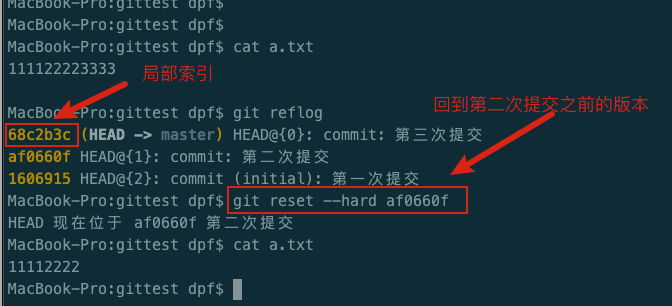 MacBook-Pro:gittest dpf$
MacBook-Pro:gittest dpf$
MacBook-Pro:gittest dpf$ cat a.txt
111122223333
局部索引
MacBook-Pro:gittest dpf$ git reflog
回到第二次提交之前的版本
68c2b3c (HEAD -> master) HEAD@{0}: commit: 第三次提交
af0660f HEAD@{1}: commit: 第二次提交
1606915 HEAD@{2}: commit (initial): 第一次提交
MacBook-Pro:gittest dpf$ git reset --hard af0660f
HEAD 现在位于 af0660f 第二次提交
MacBook-Pro:gittest dpf$ cat a.txt
11112222
MacBook-Pro:gittest dpf$